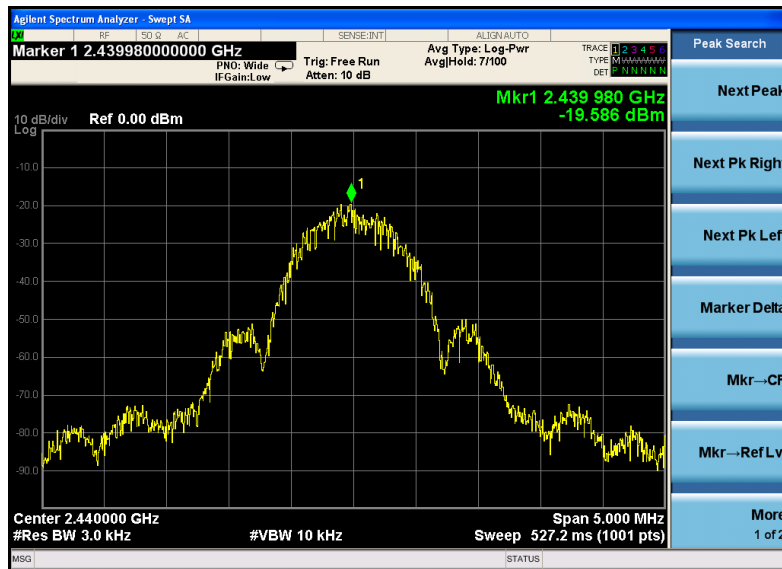 Agilent Spectrum Analyzer - Swept SA
LXI RF 50 Ω AC SENSE:INT ALIGN AUTO
Marker 1 2.439980000000 GHz
PNO: Wide
IFGain:Low
Trig: Free Run
Atten: 10 dB
Avg Type: Log-Pwr
Avg|Hold: 7/100
TRACE 1 2 3 4 5 6
TYPE M
DET P N N N N N
Mkr1 2.439 980 GHz
-19.586 dBm
10 dB/div Ref 0.00 dBm
Log
1
-10.0
-20.0
-30.0
-40.0
-50.0
-60.0
-70.0
-80.0
-90.0
Center 2.440000 GHz Span 5.000 MHz
#Res BW 3.0 kHz #VBW 10 kHz Sweep 527.2 ms (1001 pts)
MSG STATUS
Peak Search
Next Peak
Next Pk Right
Next Pk Left
Marker Delta
Mkr→CF
Mkr→Ref Lv
More
1 of 2